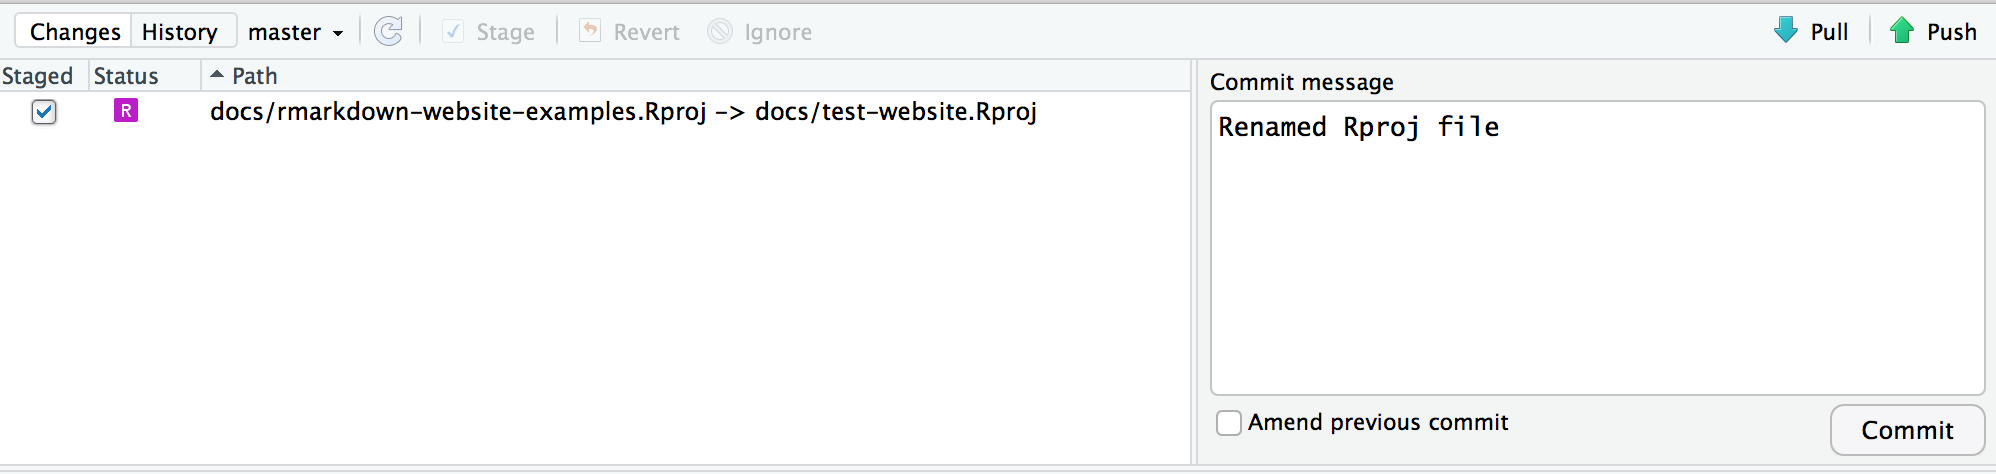 Changes History master Stage Revert Ignore Pull Push
Staged Status Path
R docs/rmarkdown-website-examples.Rproj -> docs/test-website.Rproj
Commit message
Renamed Rproj file
Amend previous commit
Commit